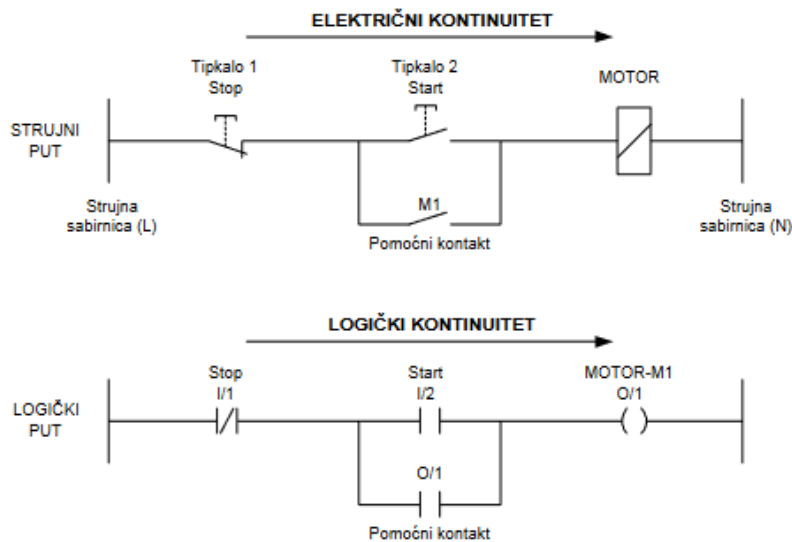 ELEKTRIČNI KONTINUITET
Tipkalo 1
Stop
Tipkalo 2
Start
MOTOR
STRUJNI
PUT
M1
Pomoćni kontakt
Strujna
sabirnica (L)
Strujna
sabirnica (N)
LOGIČKI KONTINUITET
Stop
I/1
Start
I/2
MOTOR-M1
O/1
LOGIČKI
PUT
O/1
Pomoćni kontakt